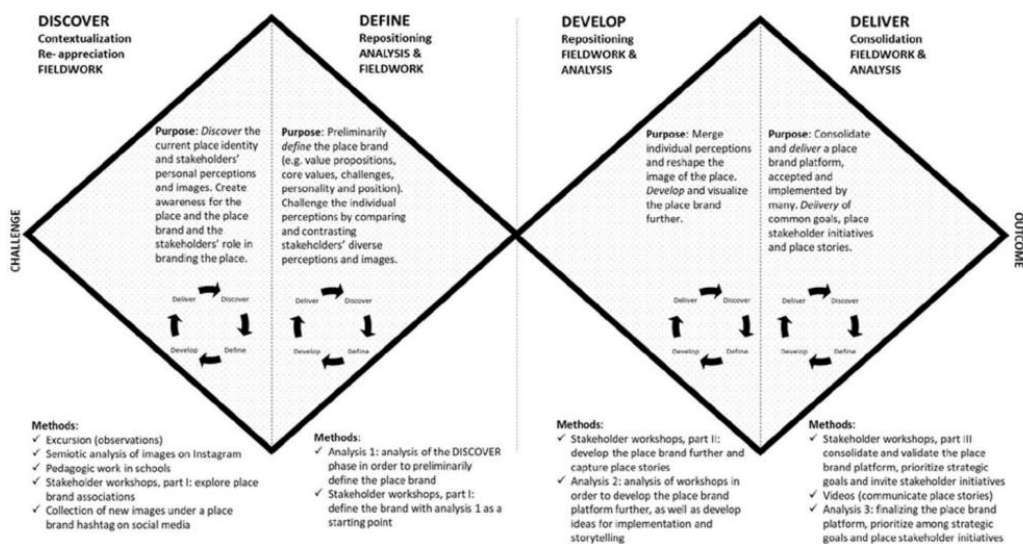 DISCOVER
Contextualization
Re- appreciation
FIELDWORK
DEFINE
Repositioning
ANALYSIS &
FIELDWORK
DEVELOP
Repositioning
FIELDWORK &
ANALYSIS
DELIVER
Consolidation
FIELDWORK &
ANALYSIS
CHALLENGE
Purpose: Discover the
current place identity
and stakeholders'
personal perceptions
and images. Create
awareness for the
place and the place
brand and the
stakeholders' role in
branding the place.
Purpose: Preliminarily
define the place brand
(e.g. value propositions,
core values, challenges,
personality and position).
Challenge the individual
perceptions by comparing
and contrasting
stakeholders' diverse
perceptions and images.
Purpose: Merge
individual perceptions
and reshape the
image of the place.
Develop and visualize
the place brand
further.
Purpose: Consolidate
and deliver a place
brand platform,
accepted and
implemented by
many. Delivery of
common goals, place
stakeholder initiatives
and place stories.
OUTCOME
Deliver Discover
Develop Define
Deliver Discover
Develop Define
Deliver Discover
Develop Define
Deliver Discover
Develop Define
Methods:
✓ Excursion (observations)
✓ Semiotic analysis of images on Instagram
✓ Pedagogic work in schools
✓ Stakeholder workshops, part I: explore place
brand associations
✓ Collection of new images under a place
brand hashtag on social media
Methods:
✓ Analysis 1: analysis of the DISCOVER
phase in order to preliminarily
define the place brand
✓ Stakeholder workshops, part I:
define the brand with analysis 1 as a
starting point
Methods:
✓ Stakeholder workshops, part II:
develop the place brand further and
capture place stories
✓ Analysis 2: analysis of workshops in
order to develop the place brand
platform further, as well as develop
ideas for implementation and
storytelling
Methods:
✓ Stakeholder workshops, part III
consolidate and validate the place
brand platform, prioritize strategic
goals and invite stakeholder initiatives
✓ Videos (communicate place stories)
✓ Analysis 3: finalizing the place brand
platform, prioritize among strategic
goals and place stakeholder initiatives